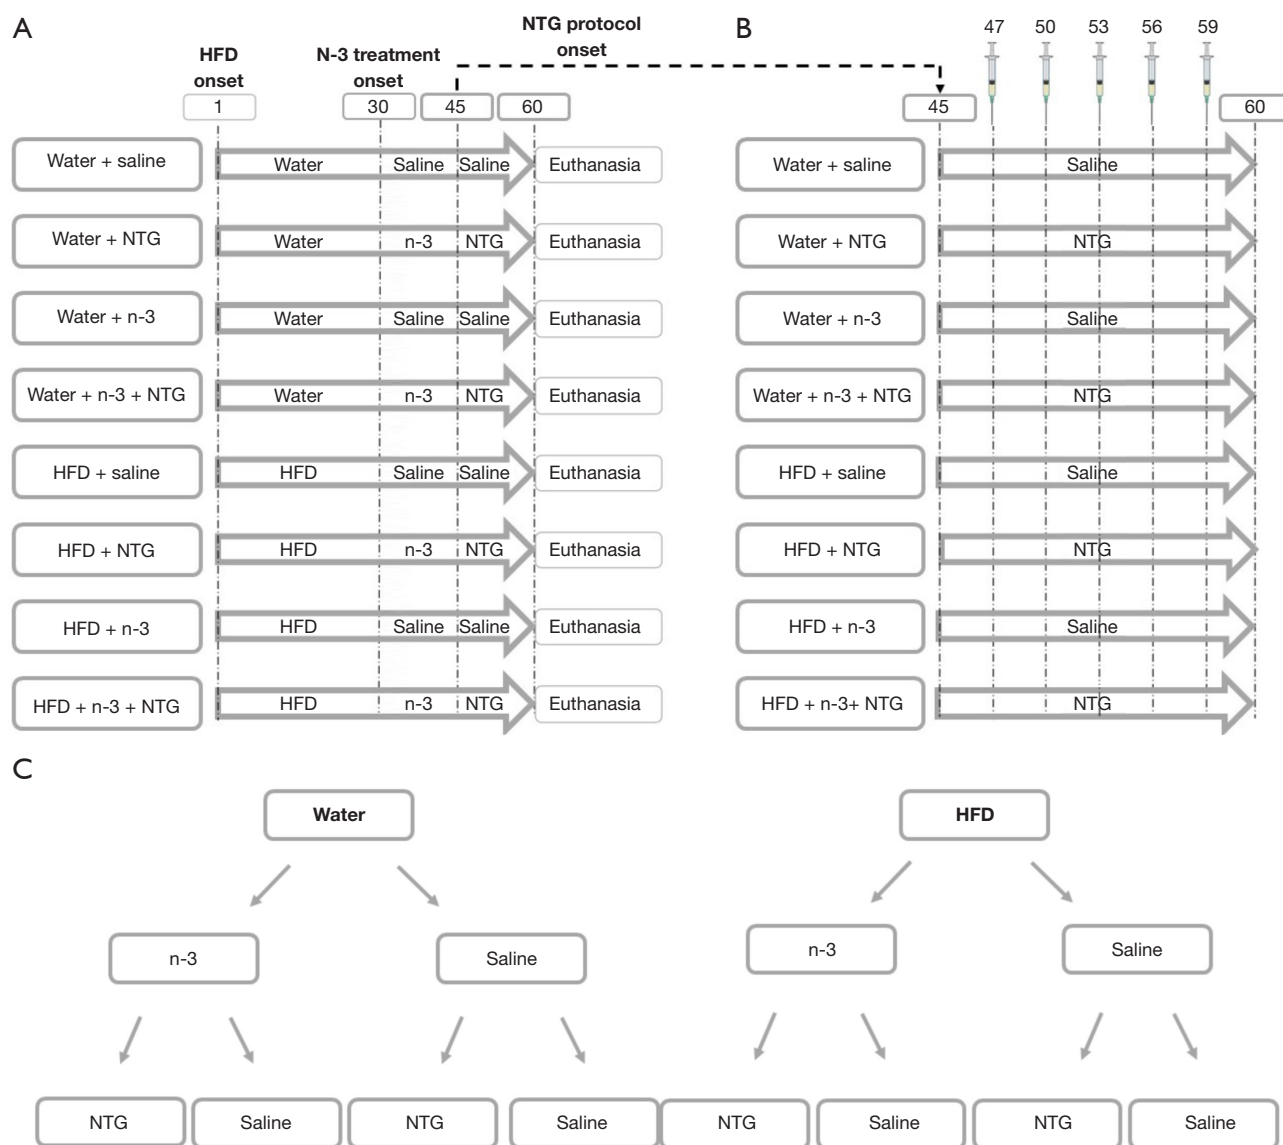 A
HFD
onset
N-3 treatment
onset
NTG protocol
onset
1
30
45
60
Water + saline
Water
Saline
Saline
Euthanasia
Water + NTG
Water
n-3
NTG
Euthanasia
Water + n-3
Water
Saline
Saline
Euthanasia
Water + n-3 + NTG
Water
n-3
NTG
Euthanasia
HFD + saline
HFD
Saline
Saline
Euthanasia
HFD + NTG
HFD
n-3
NTG
Euthanasia
HFD + n-3
HFD
Saline
Saline
Euthanasia
HFD + n-3 + NTG
HFD
n-3
NTG
Euthanasia
B
47
50
53
56
59
45
60
Water + saline
Saline
Water + NTG
NTG
Water + n-3
Saline
Water + n-3 + NTG
NTG
HFD + saline
Saline
HFD + NTG
NTG
HFD + n-3
Saline
HFD + n-3+ NTG
NTG
C
Water
HFD
n-3
Saline
n-3
Saline
NTG
Saline
NTG
Saline
NTG
Saline
NTG
Saline